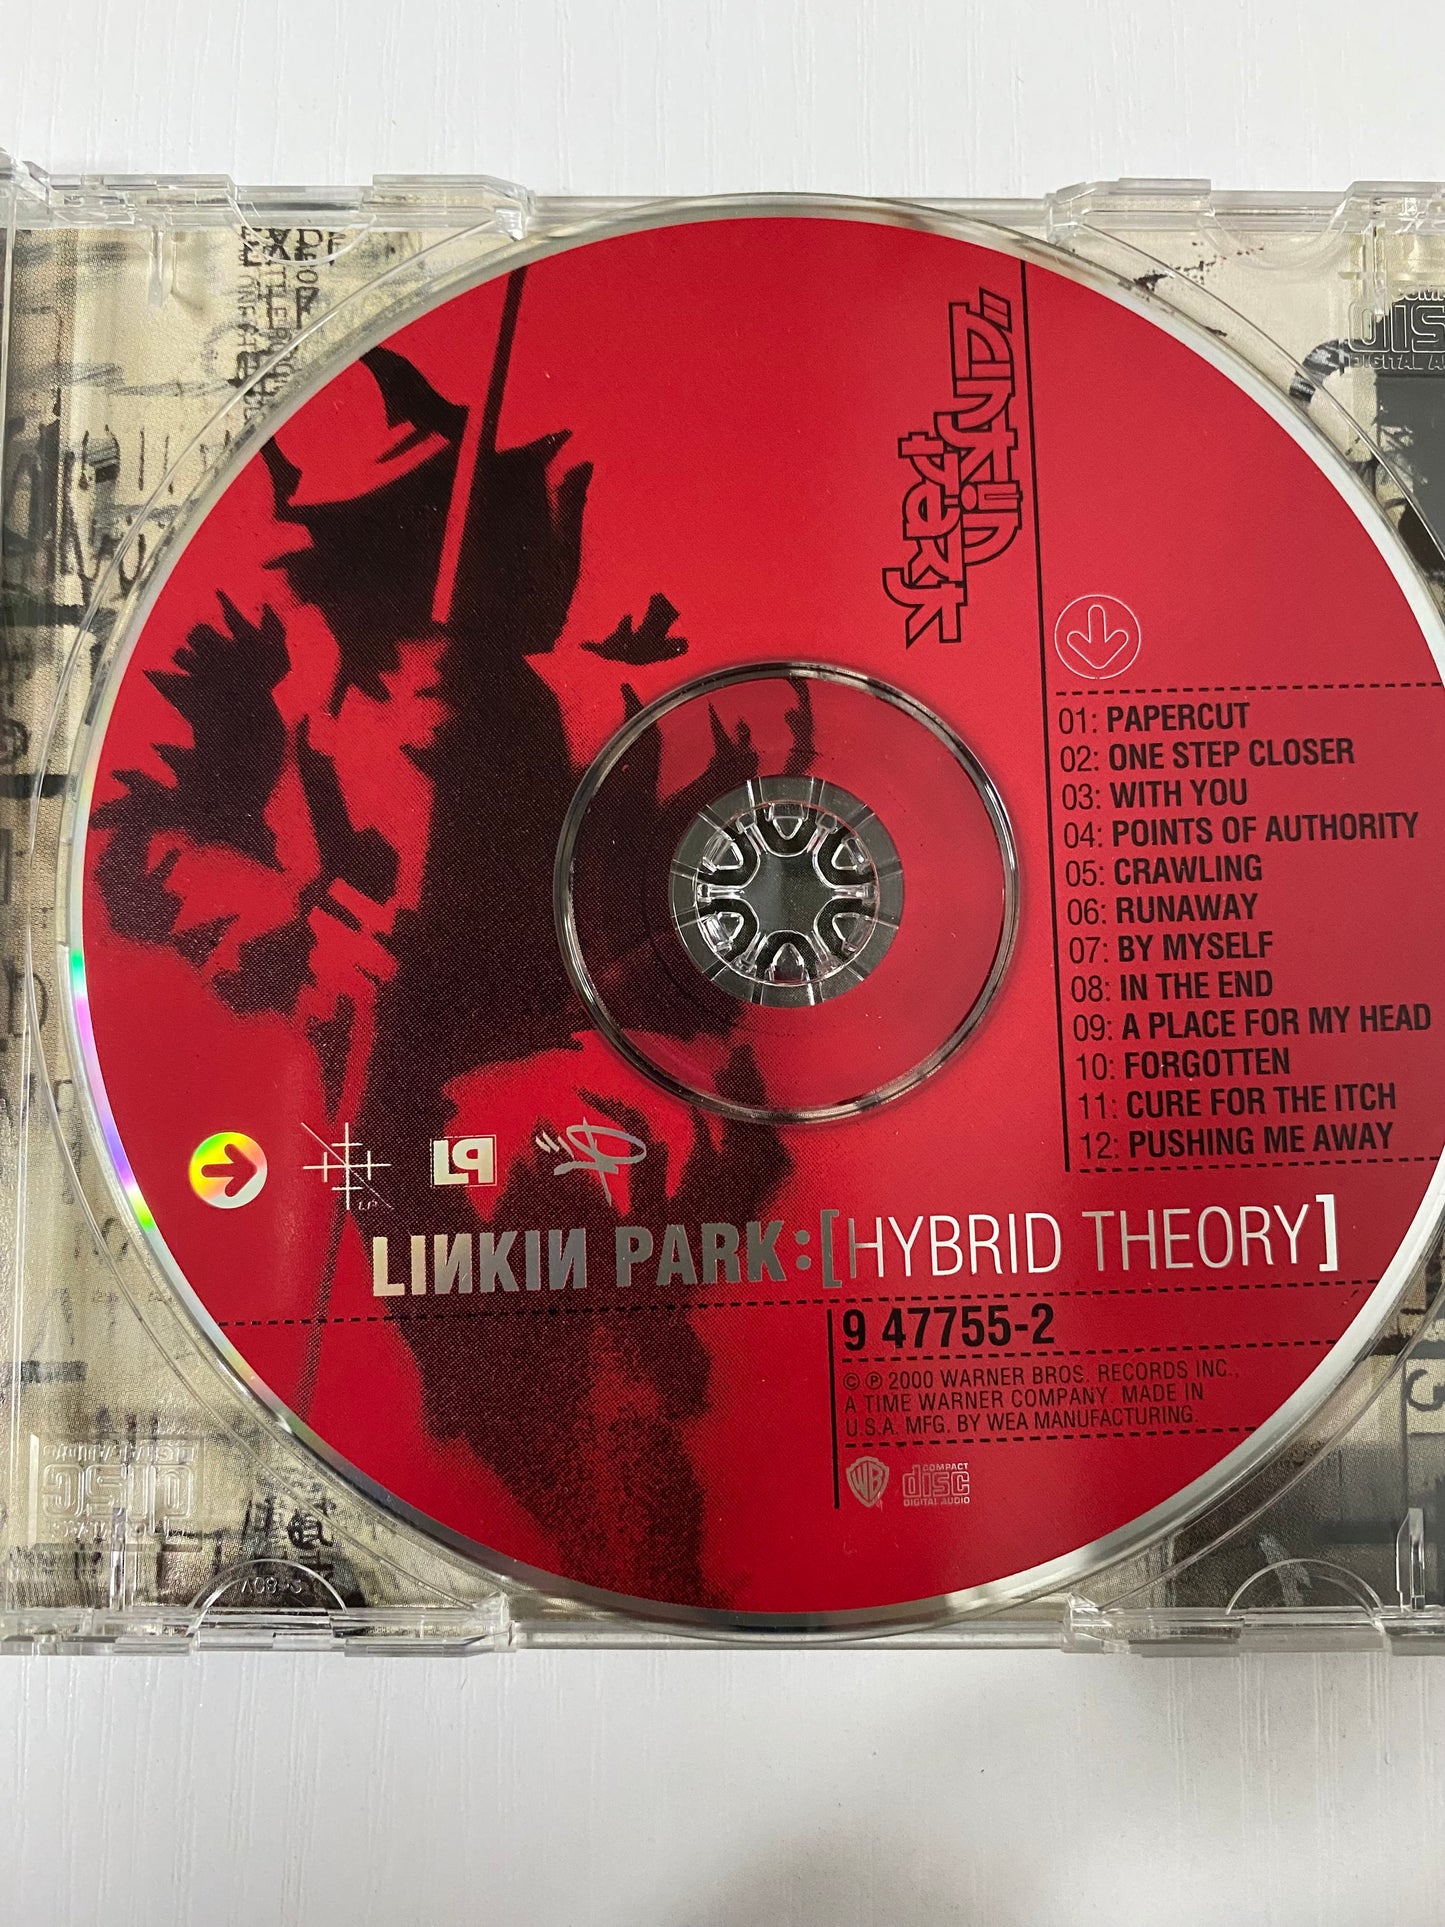 LINKIN
PARK
01: PAPERCUT
02: ONE STEP CLOSER
03: WITH YOU
04: POINTS OF AUTHORITY
05: CRAWLING
06: RUNAWAY
07: BY MYSELF
08: IN THE END
09: A PLACE FOR MY HEAD
10: FORGOTTEN
11: CURE FOR THE ITCH
12: PUSHING ME AWAY
LP
LINKIN PARK:[HYBRID THEORY]
9 47755-2
© ℗ 2000 WARNER BROS. RECORDS INC.,
A TIME WARNER COMPANY. MADE IN
U.S.A. MFG. BY WEA MANUFACTURING.
WB
COMPACT
disc
DIGITAL AUDIO